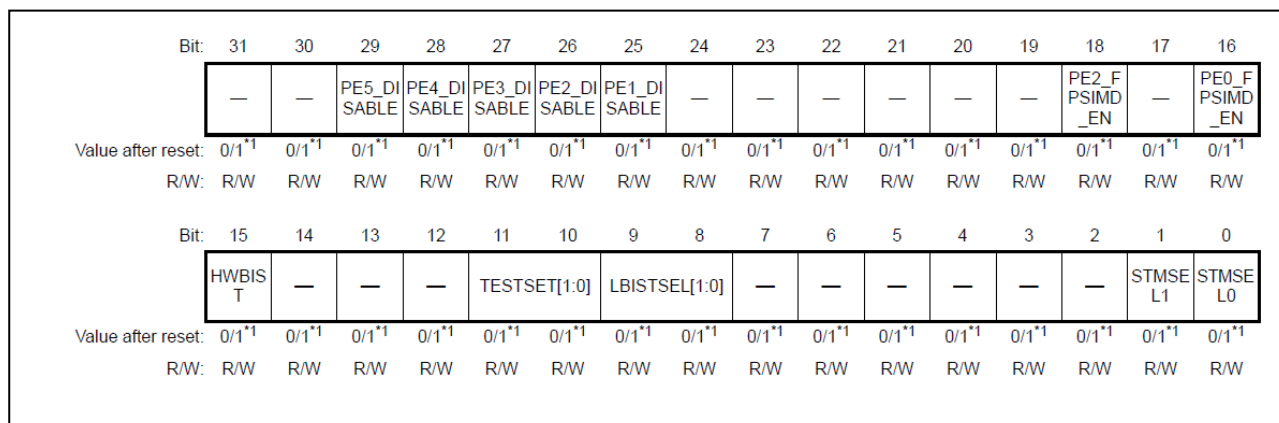 Bit: 31 30 29 28 27 26 25 24 23 22 21 20 19 18 17 16
— — PE5_DI SABLE PE4_DI SABLE PE3_DI SABLE PE2_DI SABLE PE1_DI SABLE — — — — — — PE2_F PSIMD _EN — PE0_F PSIMD _EN
Value after reset: 0/1*1 0/1*1 0/1*1 0/1*1 0/1*1 0/1*1 0/1*1 0/1*1 0/1*1 0/1*1 0/1*1 0/1*1 0/1*1 0/1*1 0/1*1 0/1*1
R/W: R/W R/W R/W R/W R/W R/W R/W R/W R/W R/W R/W R/W R/W R/W R/W R/W
Bit: 15 14 13 12 11 10 9 8 7 6 5 4 3 2 1 0
HWBIS T — — — TESTSET[1:0] LBISTSEL[1:0] — — — — — — STMSE L1 STMSE L0
Value after reset: 0/1*1 0/1*1 0/1*1 0/1*1 0/1*1 0/1*1 0/1*1 0/1*1 0/1*1 0/1*1 0/1*1 0/1*1 0/1*1 0/1*1 0/1*1 0/1*1
R/W: R/W R/W R/W R/W R/W R/W R/W R/W R/W R/W R/W R/W R/W R/W R/W R/W